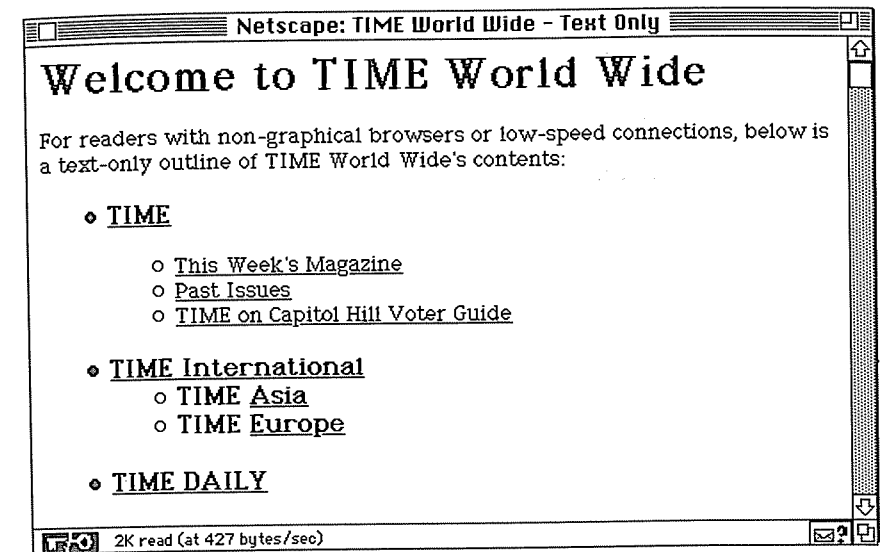 Netscape: TIME World Wide - Text Only
Welcome to TIME World Wide
For readers with non-graphical browsers or low-speed connections, below is
a text-only outline of TIME World Wide's contents:
TIME
This Week's Magazine
Past Issues
TIME on Capitol Hill Voter Guide
TIME International
TIME Asia
TIME Europe
TIME DAILY
2K read (at 427 bytes/sec)
?